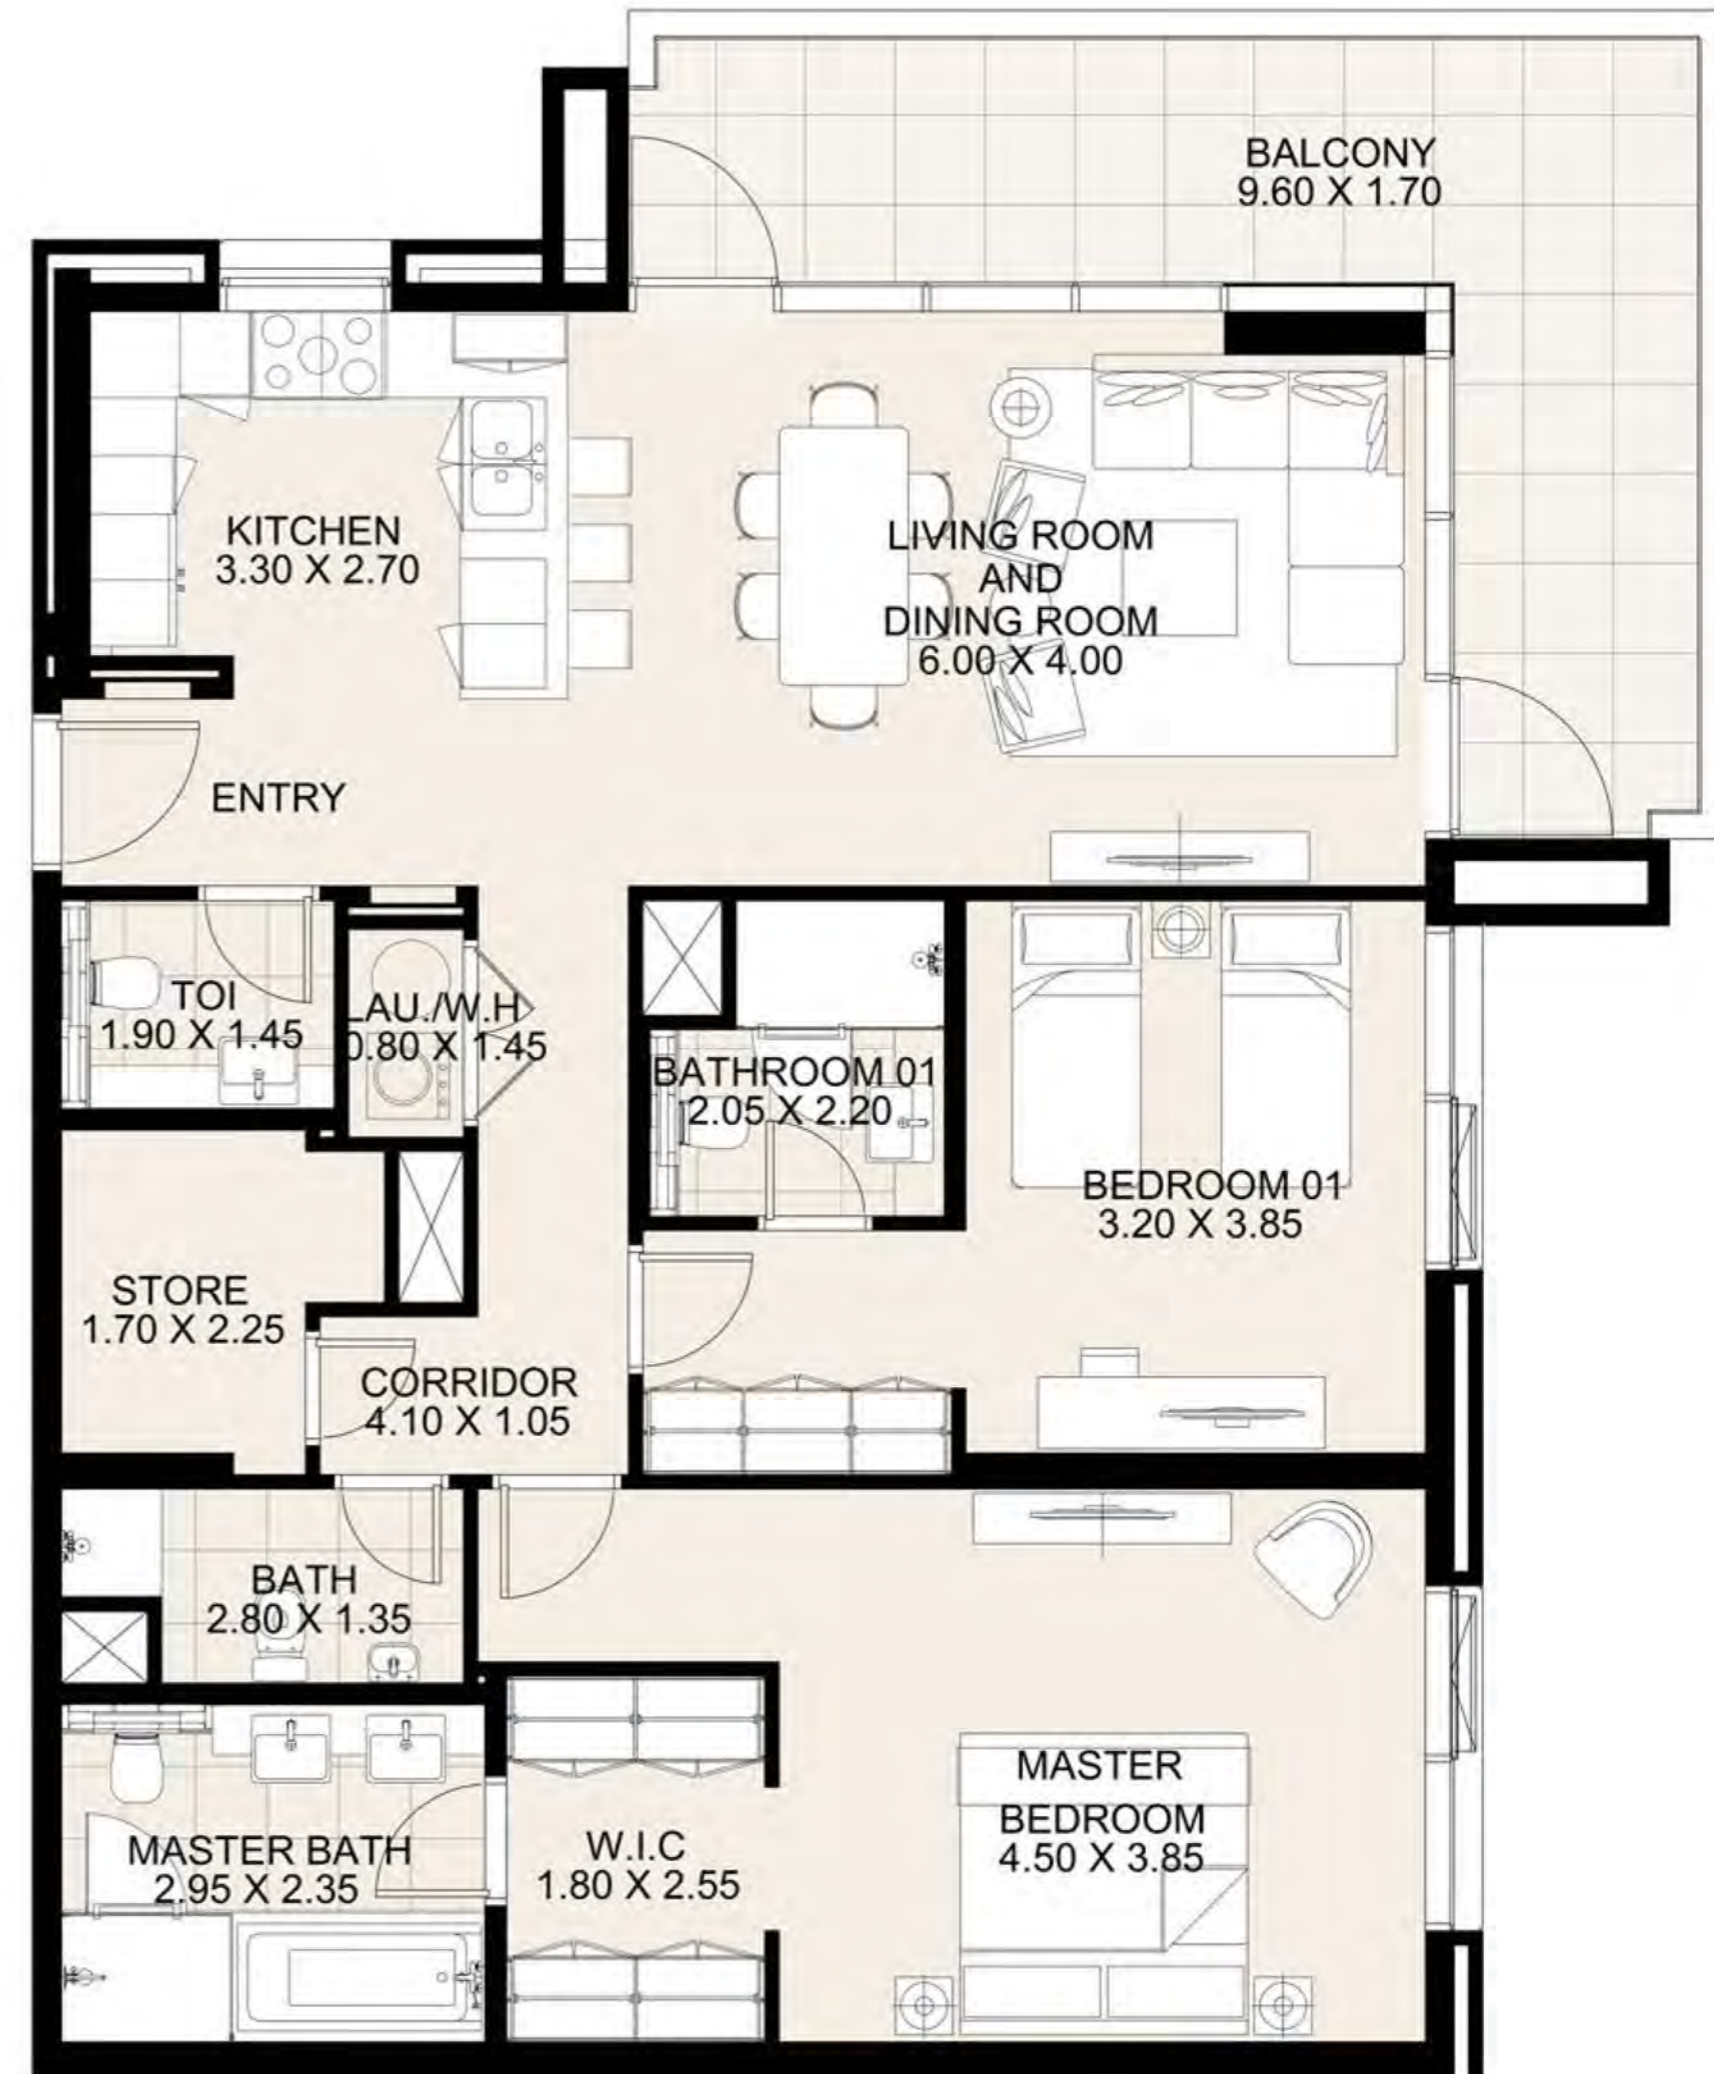 BALCONY
9.60 X 1.70
KITCHEN
3.30 X 2.70
LIVING ROOM
AND
DINING ROOM
6.00 X 4.00
ENTRY
TOI
1.90 X 1.45
LAU./W.H
0.80 X 1.45
BATHROOM 01
2.05 X 2.20
BEDROOM 01
3.20 X 3.85
STORE
1.70 X 2.25
CORRIDOR
4.10 X 1.05
BATH
2.80 X 1.35
MASTER
BEDROOM
4.50 X 3.85
MASTER BATH
2.95 X 2.35
W.I.C
1.80 X 2.55